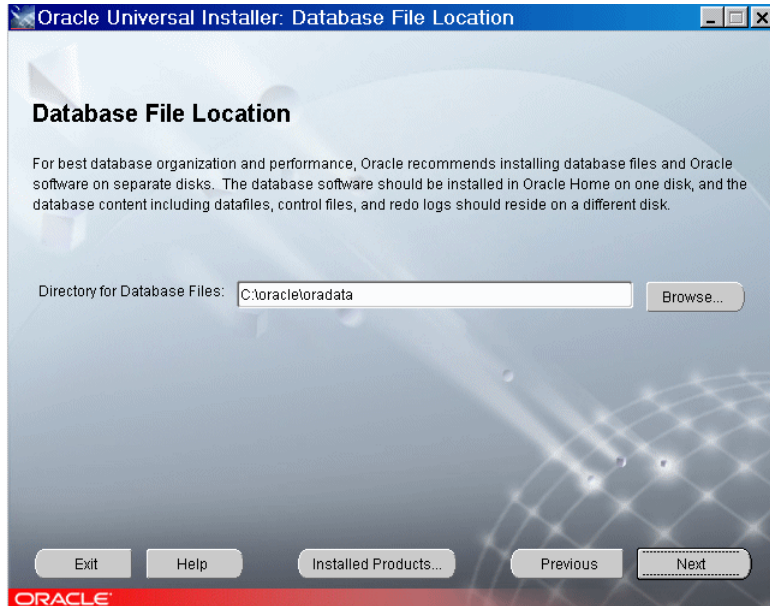 Oracle Universal Installer: Database File Location
Database File Location
For best database organization and performance, Oracle recommends installing database files and Oracle
software on separate disks. The database software should be installed in Oracle Home on one disk, and the
database content including datafiles, control files, and redo logs should reside on a different disk.
Directory for Database Files: C:\oracle\oradata Browse...
Exit Help Installed Products... Previous Next
ORACLE